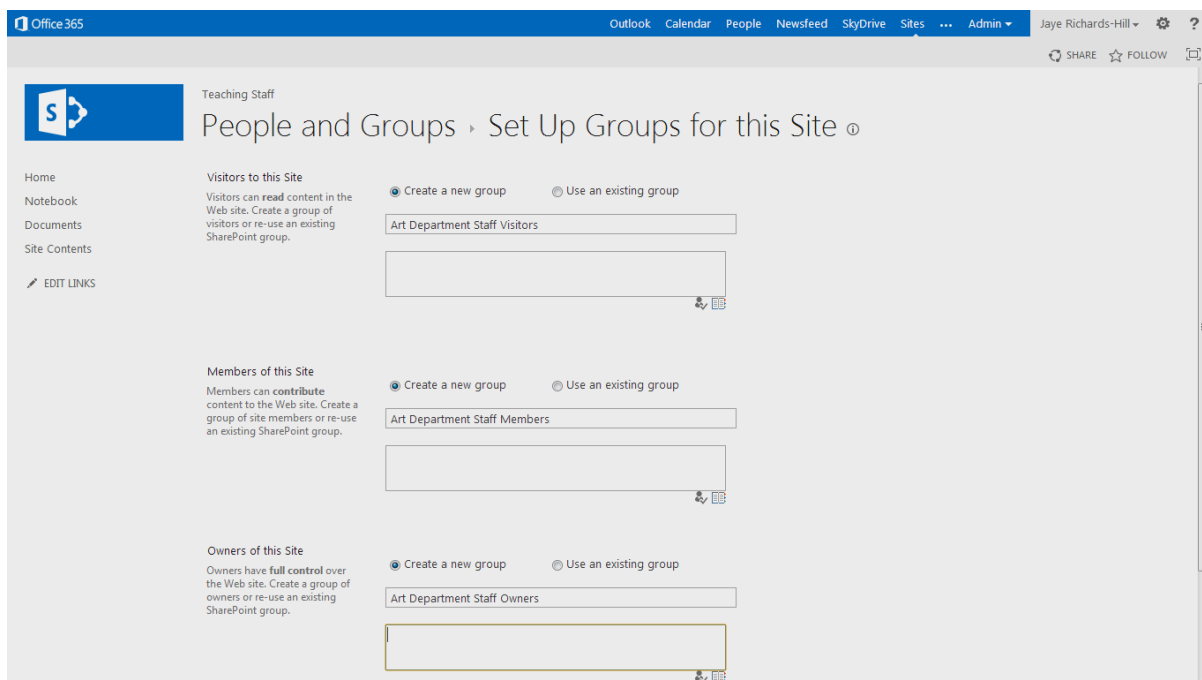 Office 365
Outlook Calendar People Newsfeed SkyDrive Sites ... Admin Jaye Richards-Hill ?
SHARE FOLLOW
S
Teaching Staff
People and Groups Set Up Groups for this Site
Home
Notebook
Documents
Site Contents
EDIT LINKS
Visitors to this Site
Visitors can read content in the
Web site. Create a group of
visitors or re-use an existing
SharePoint group.
Create a new group Use an existing group
Art Department Staff Visitors
Members of this Site
Members can contribute
content to the Web site. Create a
group of site members or re-use
an existing SharePoint group.
Create a new group Use an existing group
Art Department Staff Members
Owners of this Site
Owners have full control over
the Web site. Create a group of
owners or re-use an existing
SharePoint group.
Create a new group Use an existing group
Art Department Staff Owners